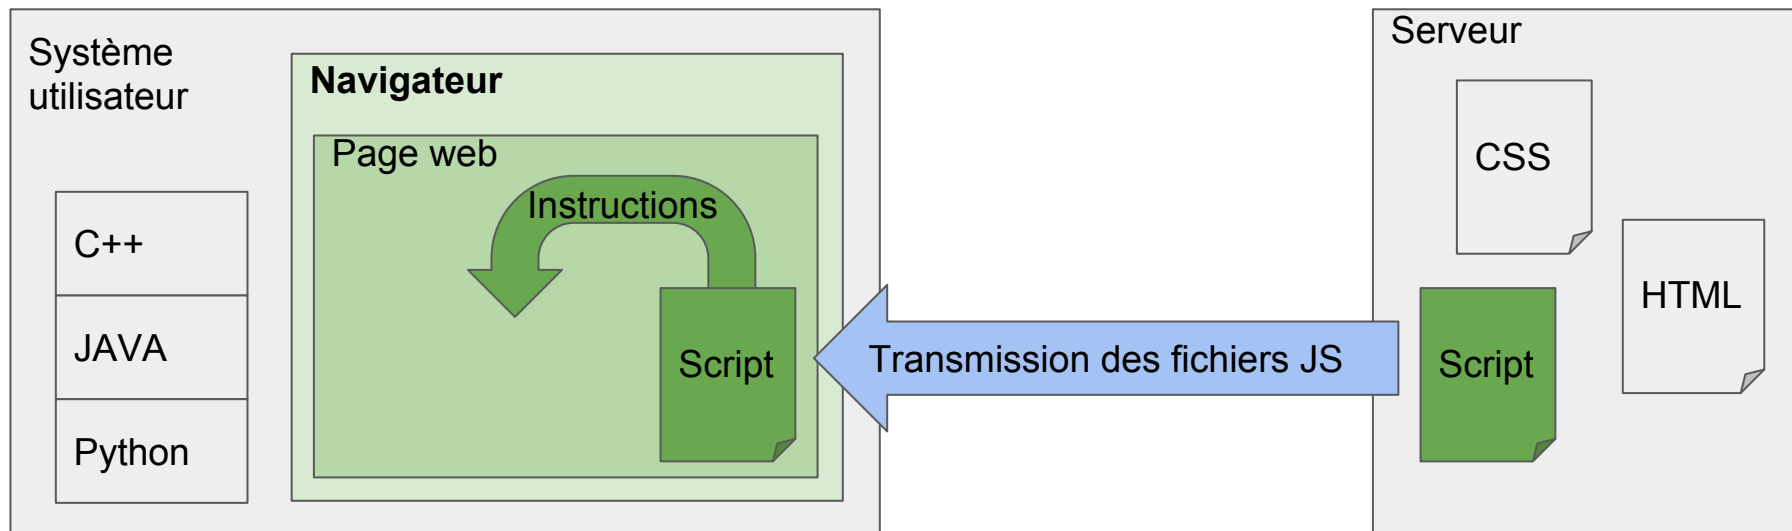 Système
utilisateur
Navigateur
Page web
Instructions
Script
C++
JAVA
Python
Transmission des fichiers JS
Serveur
CSS
HTML
Script